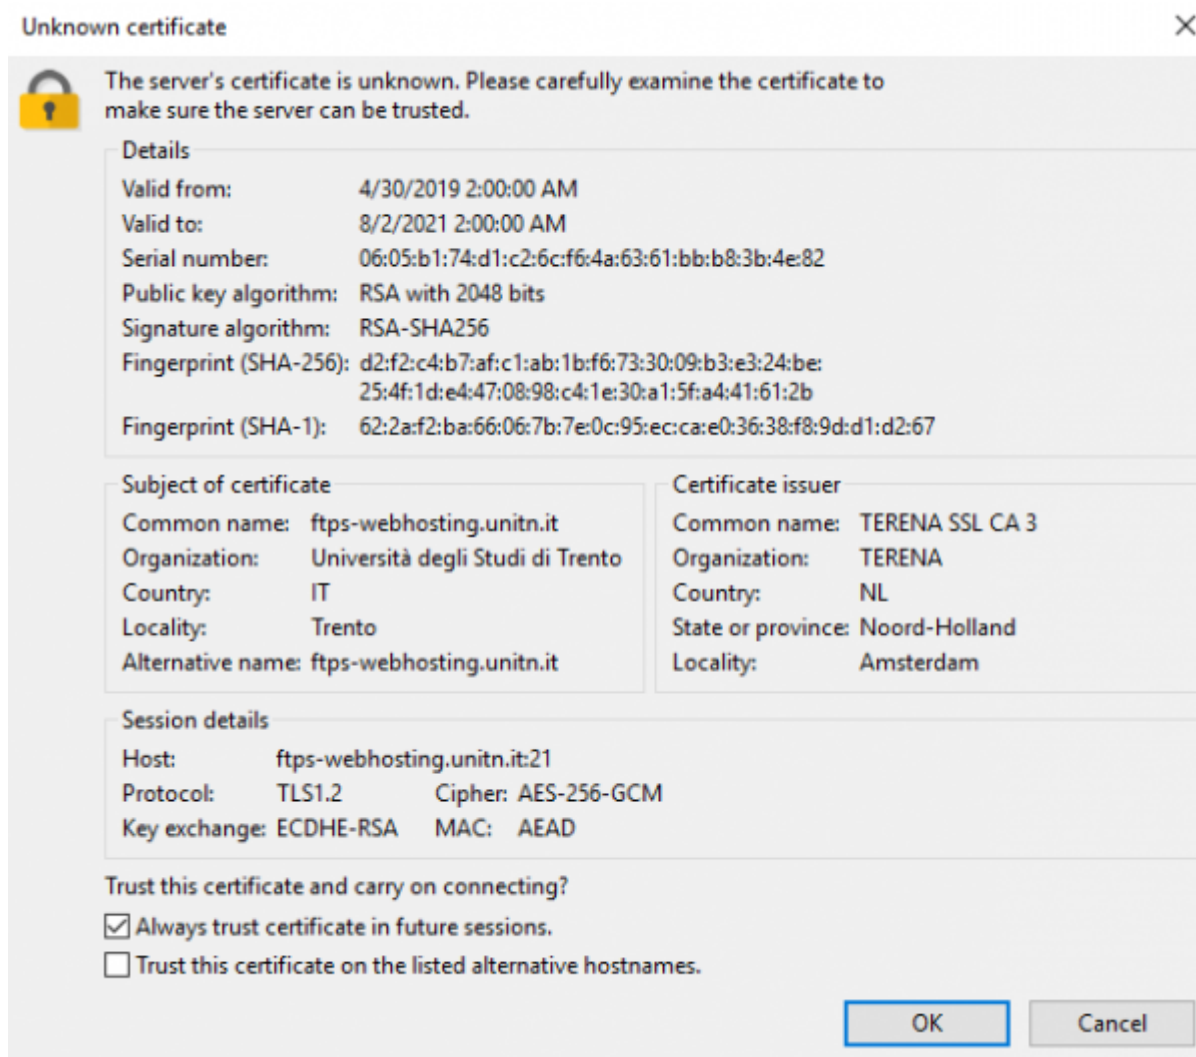 Unknown certificate
The server's certificate is unknown. Please carefully examine the certificate to
make sure the server can be trusted.
Details
Valid from: 4/30/2019 2:00:00 AM
Valid to: 8/2/2021 2:00:00 AM
Serial number: 06:05:b1:74:d1:c2:6c:f6:4a:63:61:bb:b8:3b:4e:82
Public key algorithm: RSA with 2048 bits
Signature algorithm: RSA-SHA256
Fingerprint (SHA-256): d2:f2:c4:b7:af:c1:ab:1b:f6:73:30:09:b3:e3:24:be:
25:4f:1d:e4:47:08:98:c4:1e:30:a1:5f:a4:41:61:2b
Fingerprint (SHA-1): 62:2a:f2:ba:66:06:7b:7e:0c:95:ec:ca:e0:36:38:f8:9d:d1:d2:67
Subject of certificate
Common name: ftps-webhosting.unitn.it
Organization: Università degli Studi di Trento
Country: IT
Locality: Trento
Alternative name: ftps-webhosting.unitn.it
Certificate issuer
Common name: TERENA SSL CA 3
Organization: TERENA
Country: NL
State or province: Noord-Holland
Locality: Amsterdam
Session details
Host: ftps-webhosting.unitn.it:21
Protocol: TLS1.2 Cipher: AES-256-GCM
Key exchange: ECDHE-RSA MAC: AEAD
Trust this certificate and carry on connecting?
Always trust certificate in future sessions.
Trust this certificate on the listed alternative hostnames.
OK Cancel